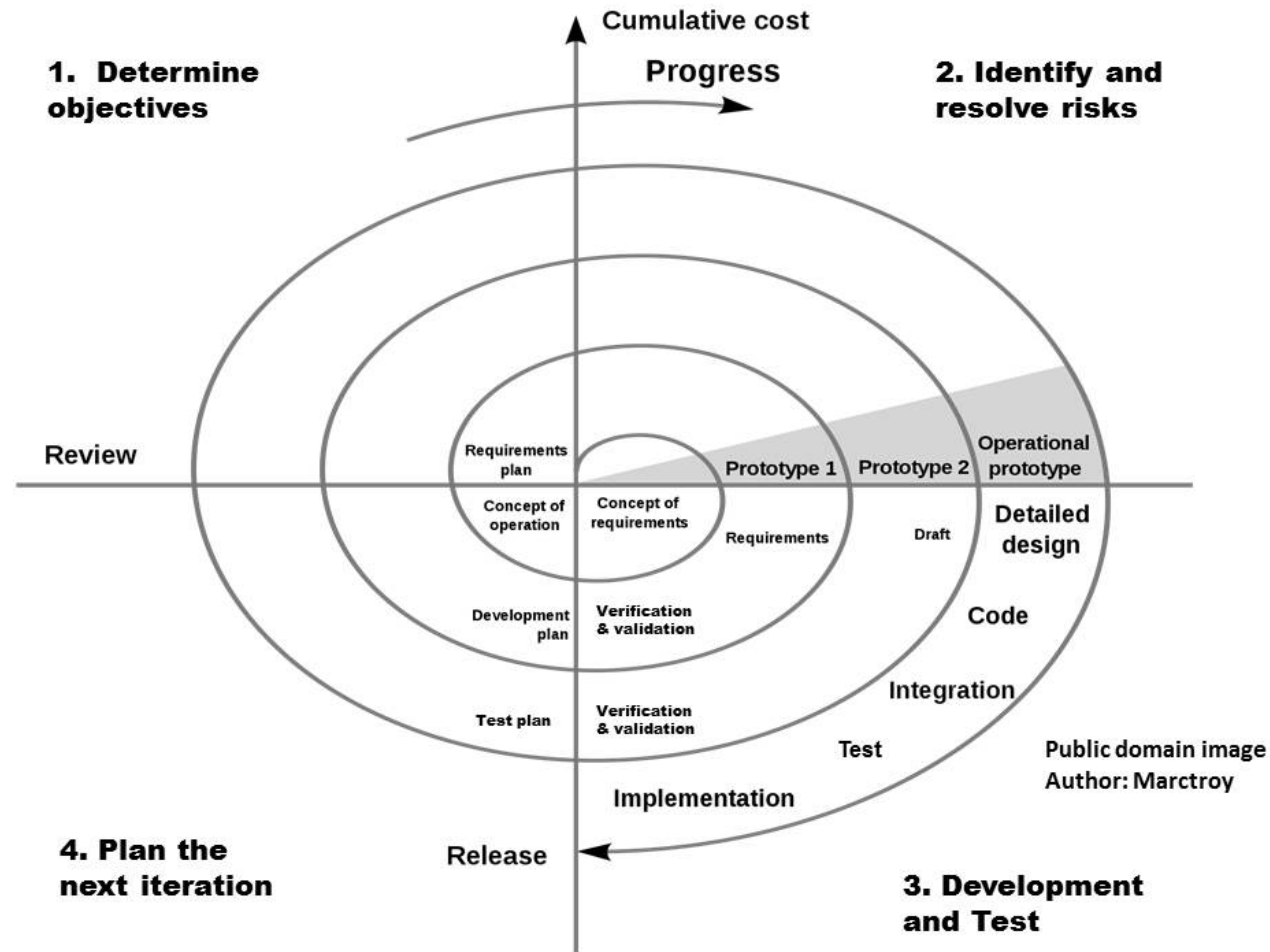 Cumulative cost
Progress
1. Determine
objectives
2. Identify and
resolve risks
Review
Requirements
plan
Prototype 1
Prototype 2
Operational
prototype
Concept of
operation
Concept of
requirements
Requirements
Draft
Detailed
design
Development
plan
Verification
& validation
Code
Integration
Test plan
Verification
& validation
Test
Implementation
Public domain image
Author: Marctroy
4. Plan the
next iteration
Release
3. Development
and Test